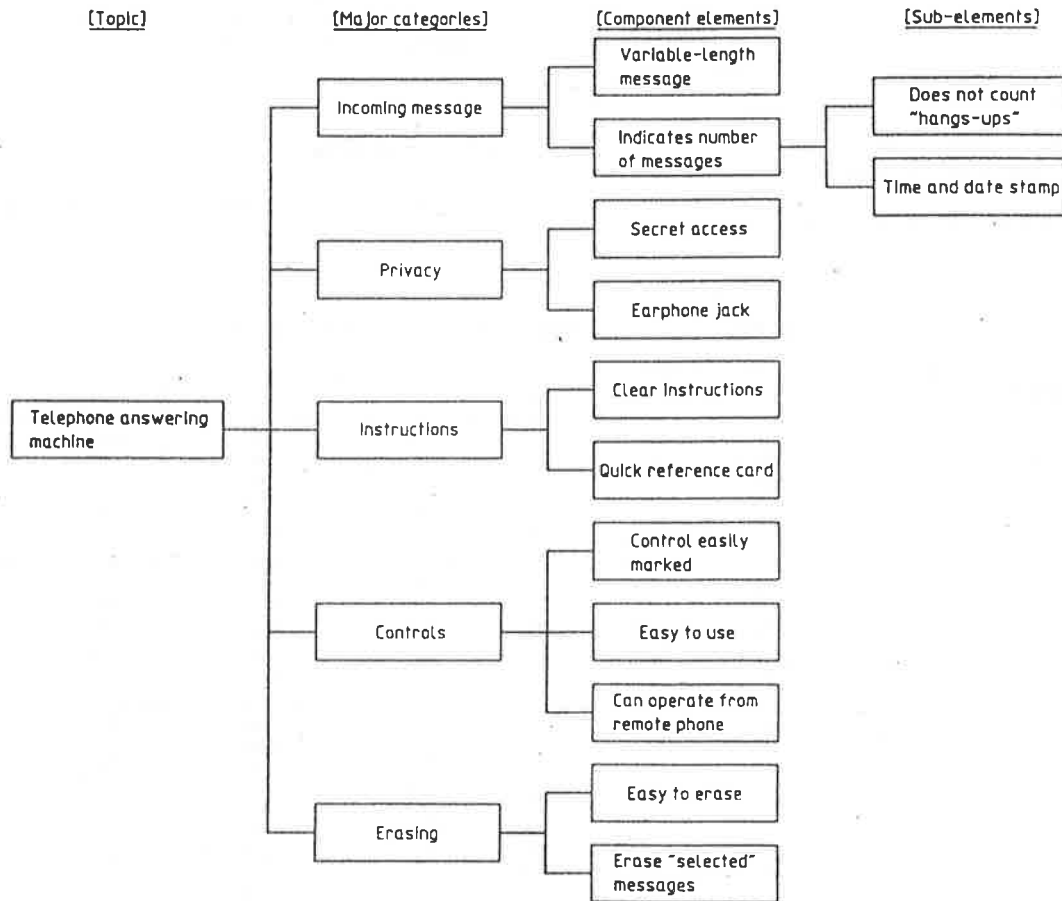 [Topic]
[Major categories]
[Component elements]
[Sub-elements]
Variable-length
message
Incoming message
Does not count
"hangs-ups"
Indicates number
of messages
Time and date stamp
Secret access
Privacy
Earphone jack
Clear Instructions
Telephone answering
machine
Instructions
Quick reference card
Control easily
marked
Controls
Easy to use
Can operate from
remote phone
Easy to erase
Erasing
Erase "selected"
messages